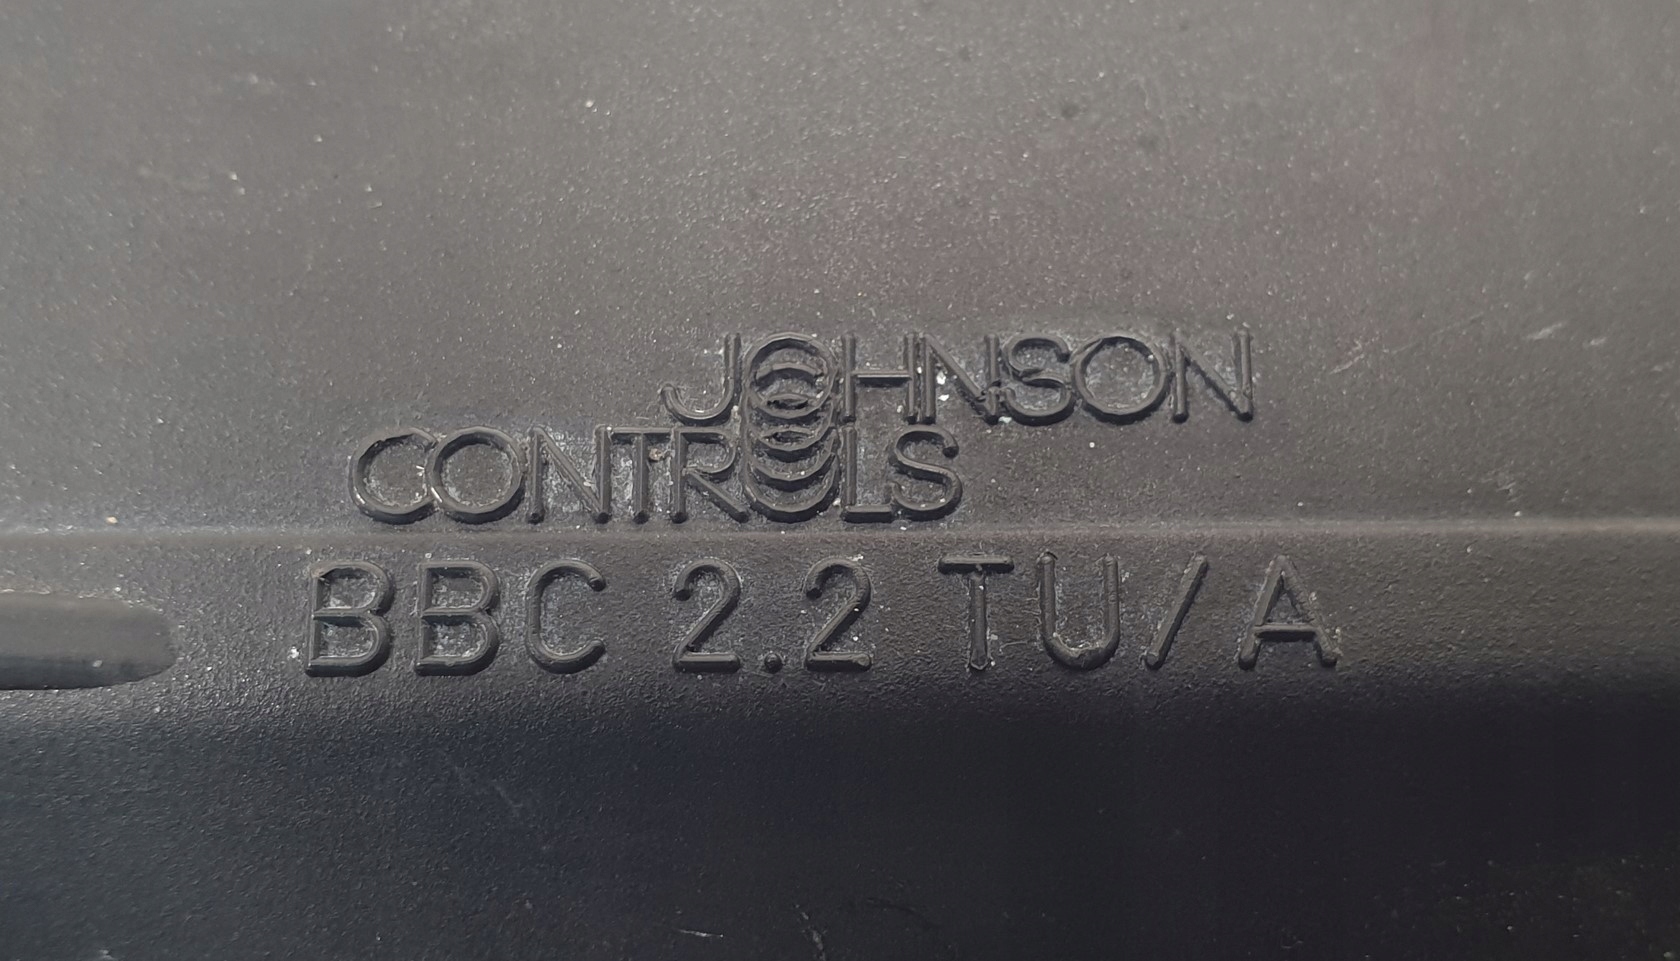 JOHNSON
CONTROLS
BBC 2.2 TU/A